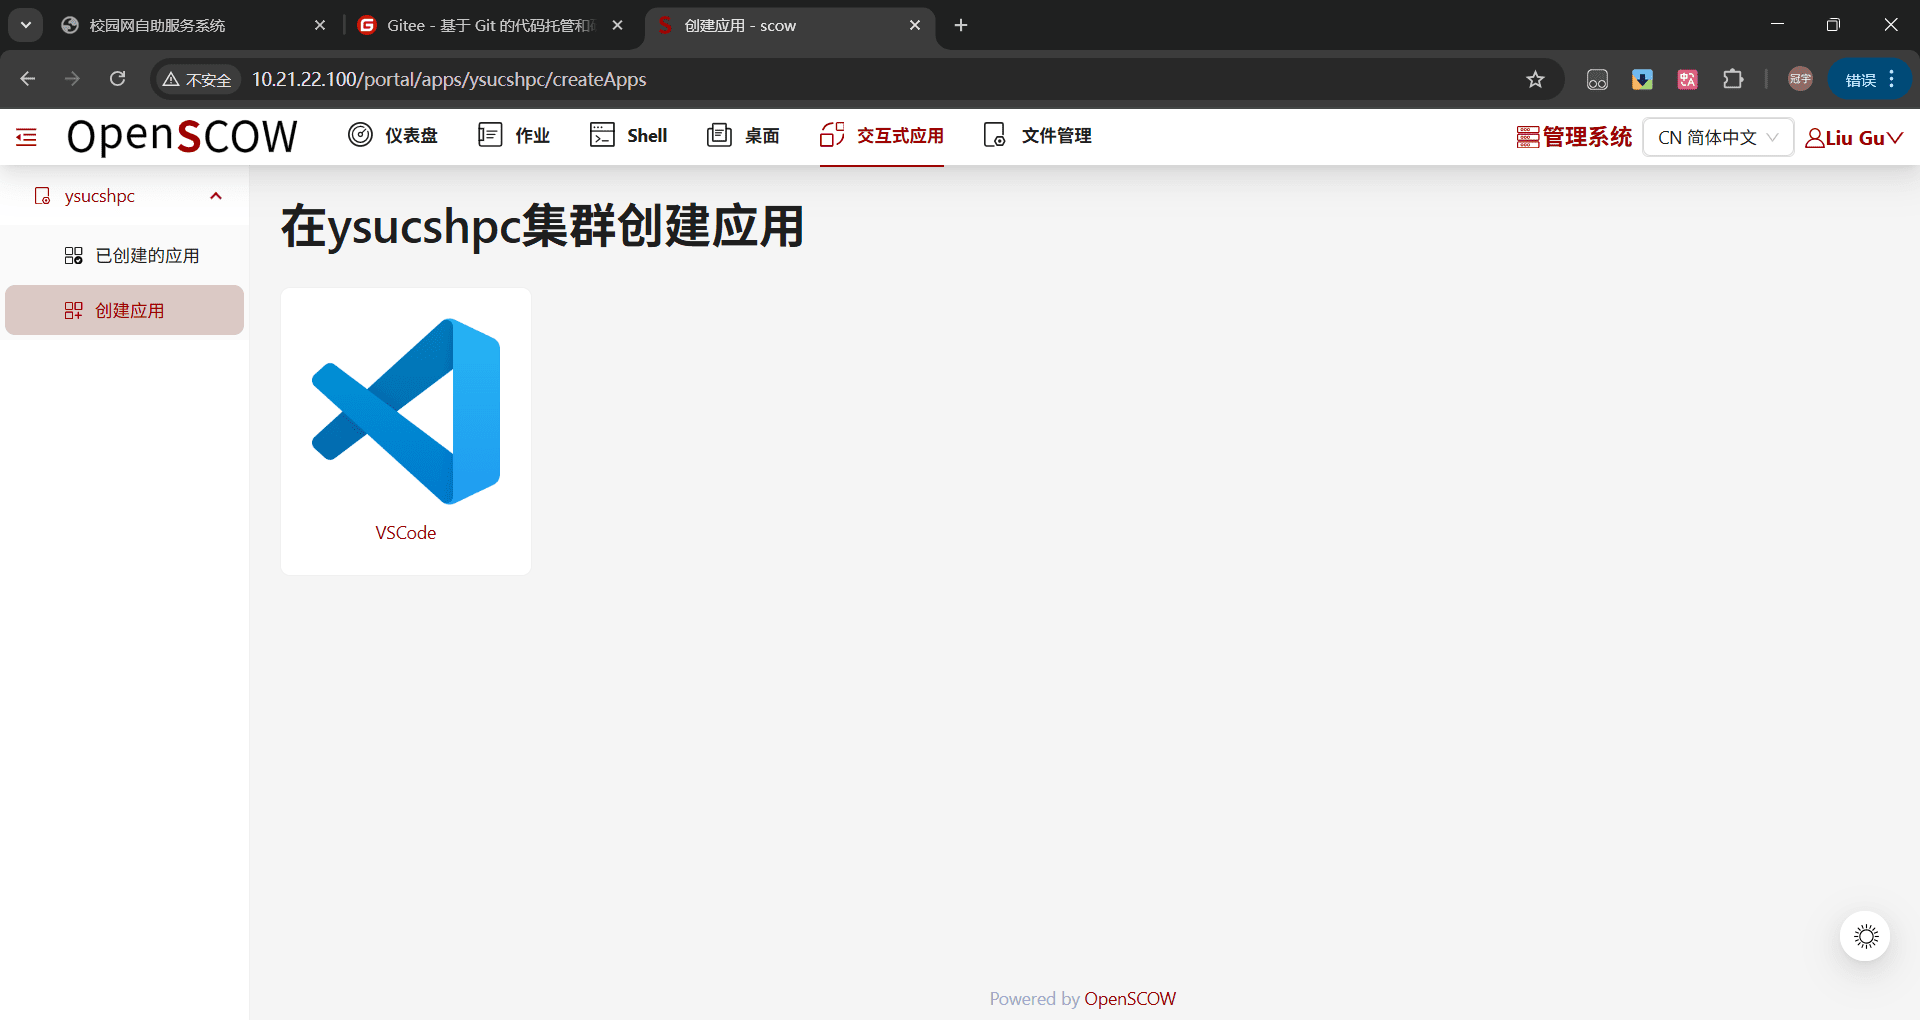 校园网自助服务系统
Gitee - 基于 Git 的代码托管和
创建应用 - scow
不安全
10.21.22.100/portal/apps/ysucshpc/createApps
冠宇
错误
OpenSCOW
仪表盘
作业
Shell
桌面
交互式应用
文件管理
管理系统
CN 简体中文
Liu Gu
ysucshpc
已创建的应用
创建应用
在ysucshpc集群创建应用
VSCode
Powered by OpenSCOW